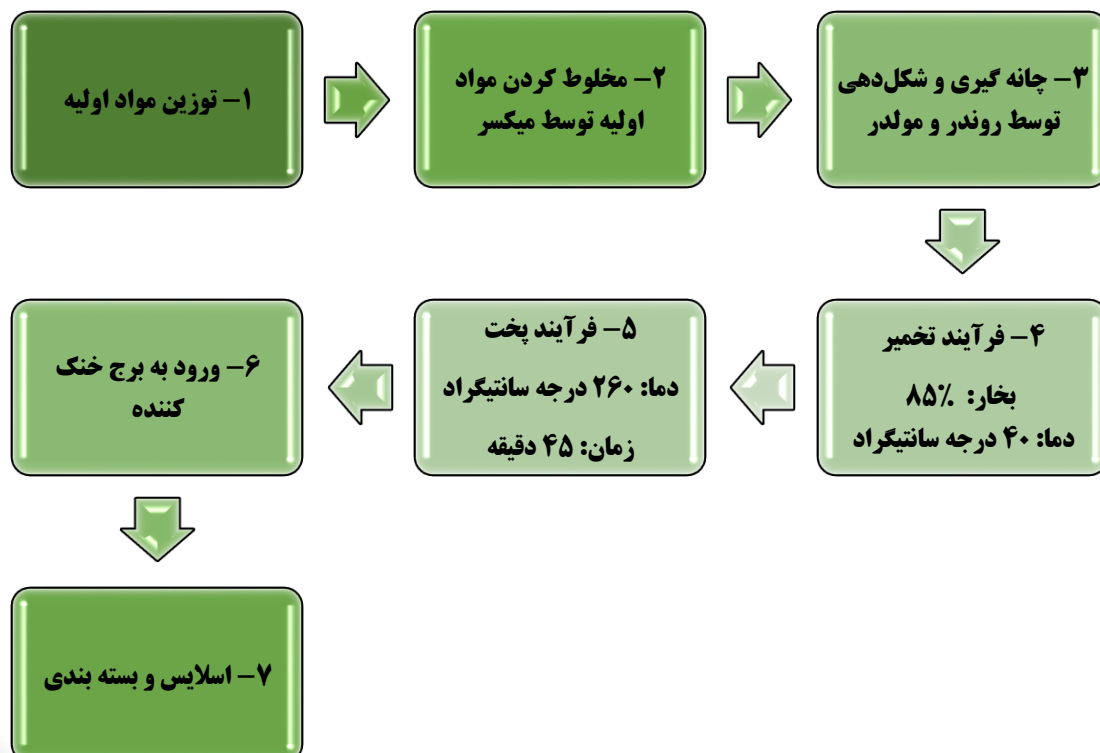 ۱- توزین مواد اولیه
۲- مخلوط کردن مواد
اولیه توسط میکسر
۳- چانه گیری و شکل‌دهی
توسط روندر و مولدر
۴- فرآیند تخمیر
بخار: ۸۵٪
دما: ۴۰ درجه سانتیگراد
۵- فرآیند پخت
دما: ۲۶۰ درجه سانتیگراد
زمان: ۴۵ دقیقه
۶- ورود به برج خنک
کننده
۷- اسلایس و بسته بندی